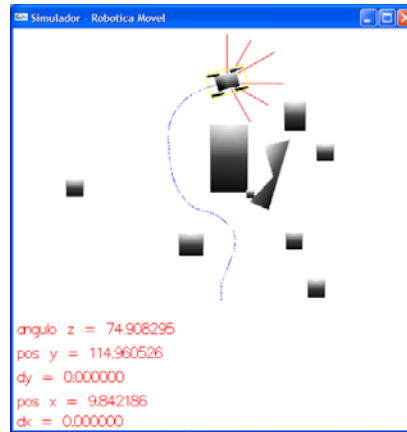 Simulador - Robotica Movel
angulo z = 74.908295
pos y = 114.960526
dy = 0.000000
pos x = 9.842186
dx = 0.000000